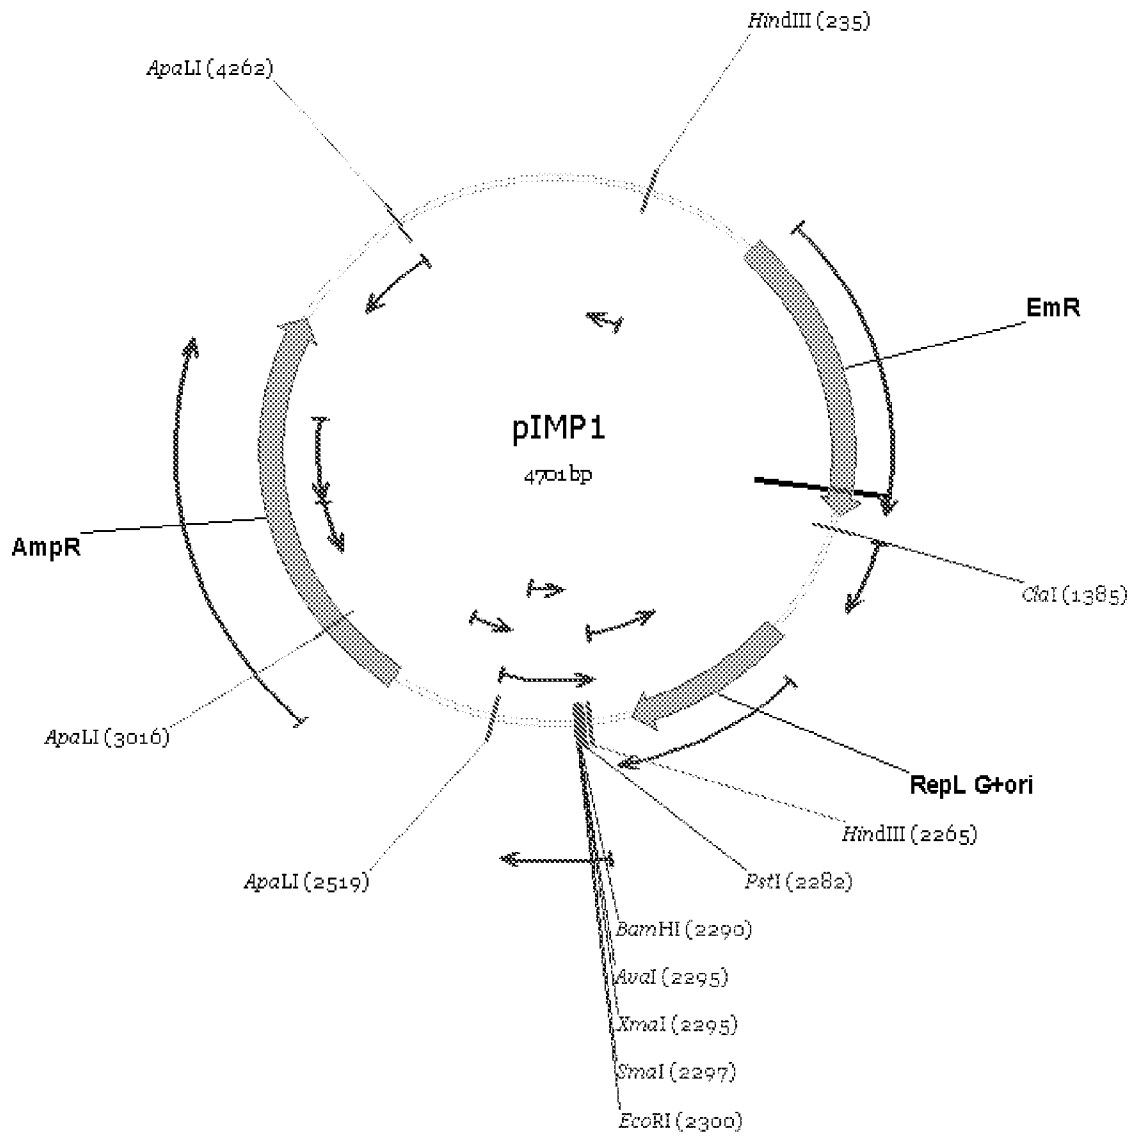 HindIII (235)
ApaLI (4262)
EmR
pIMP1
4701bp
AmpR
ClaI (1385)
ApaLI (3016)
RepL G+ori
HindIII (2265)
ApaLI (2519)
PstI (2282)
BamHI (2290)
AvaI (2295)
XmaI (2295)
SmaI (2297)
EcoRI (2300)